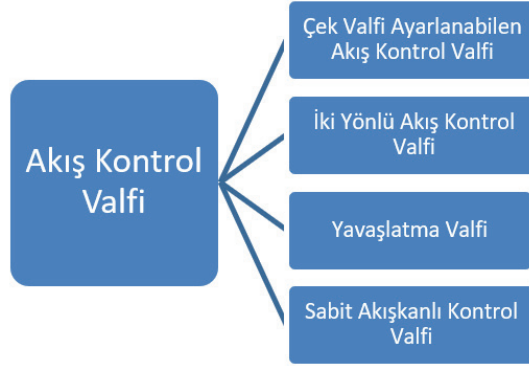 Akış Kontrol
Valfi
Çek Valfi Ayarlanabilen
Akış Kontrol Valfi
İki Yönlü Akış Kontrol
Valfi
Yavaşlatma Valfi
Sabit Akışkanlı Kontrol
Valfi